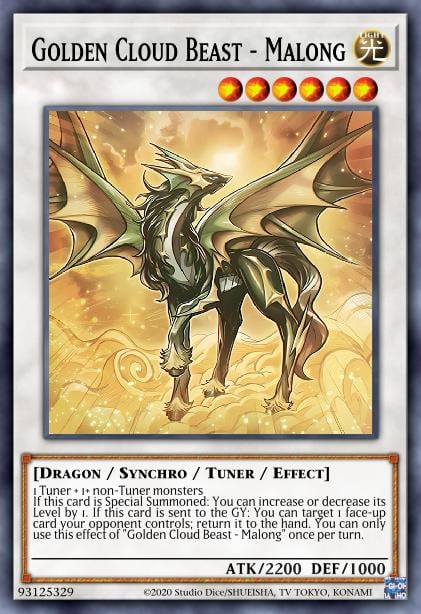 GOLDEN CLOUD BEAST - MALONG
LIGHT
光
[DRAGON / SYNCHRO / TUNER / EFFECT]
1 Tuner + 1+ non-Tuner monsters
If this card is Special Summoned: You can increase or decrease its
Level by 1. If this card is sent to the GY: You can target 1 face-up
card your opponent controls; return it to the hand. You can only
use this effect of "Golden Cloud Beast - Malong" once per turn.
ATK/2200 DEF/1000
93125329
©2020 Studio Dice/SHUEISHA, TV TOKYO, KONAMI